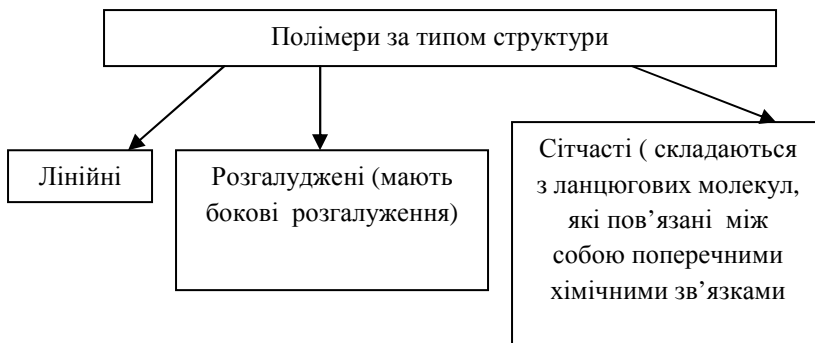 Полімери за типом структури
Лінійні
Розгалуджені (мають
бокові розгалуження)
Сітчасті ( складаються
з ланцюгових молекул,
які пов’язані між
собою поперечними
хімічними зв’язками